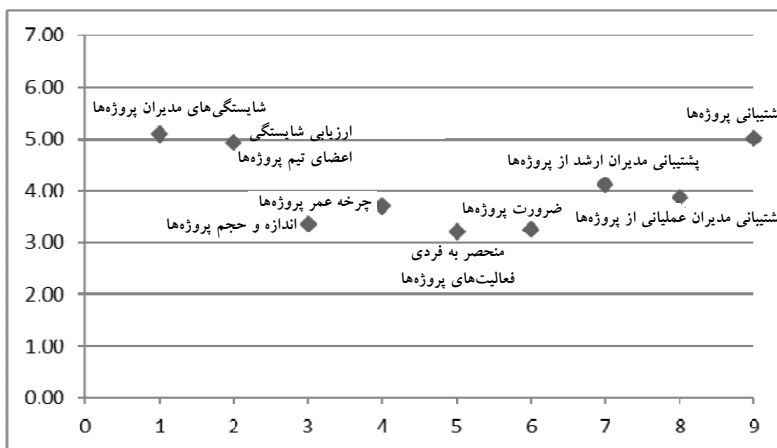 7.00
6.00
5.00
4.00
3.00
2.00
1.00
0.00
شایستگی‌های مدیران پروژه‌ها
ارزیابی شایستگی
اعضای تیم پروژه‌ها
اندازه و حجم پروژه‌ها
چرخه عمر پروژه‌ها
منحصر به فردی
فعالیت‌های پروژه‌ها
ضرورت پروژه‌ها
پشتیبانی مدیران ارشد از پروژه‌ها
شتیبانی مدیران عملیاتی از پروژه‌ها
شتیبانی پروژه‌ها
0 1 2 3 4 5 6 7 8 9